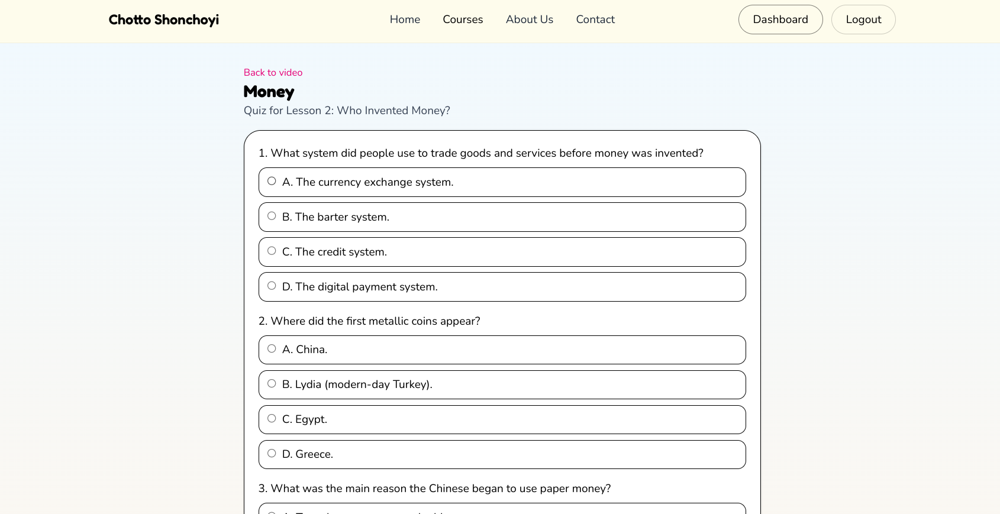 Chotto Shonchoyi
Home
Courses
About Us
Contact
Dashboard
Logout
Back to video
Money
Quiz for Lesson 2: Who Invented Money?
1. What system did people use to trade goods and services before money was invented?
A. The currency exchange system.
B. The barter system.
C. The credit system.
D. The digital payment system.
2. Where did the first metallic coins appear?
A. China.
B. Lydia (modern-day Turkey).
C. Egypt.
D. Greece.
3. What was the main reason the Chinese began to use paper money?